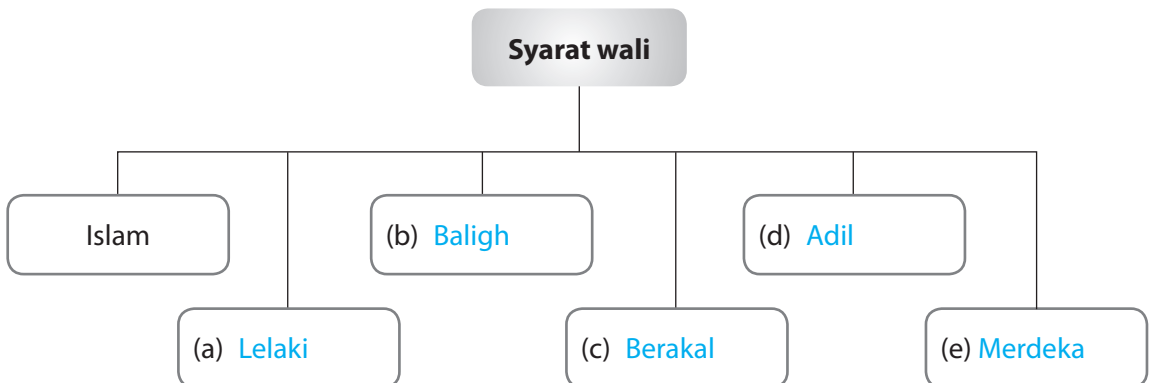 Syarat wali
Islam
(a) Lelaki
(b) Baligh
(c) Berakal
(d) Adil
(e) Merdeka